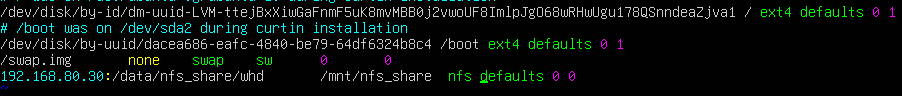 /dev/disk/by-id/dm-uuid-LVM-ttejBxXiwGaFnmF5uk8mvMBB0j2vwoUF8ImlpJgO68wRHwUgu178QSnndeaZjva1 / ext4 defaults 0 1
# /boot was on /dev/sda2 during curtin installation
/dev/disk/by-uuid/dacea686-eafc-4840-be79-64df6324b8c4 /boot ext4 defaults 0 1
/swap.img none swap sw 0 0
192.168.80.30:/data/nfs_share/whd /mnt/nfs_share nfs defaults 0 0
~